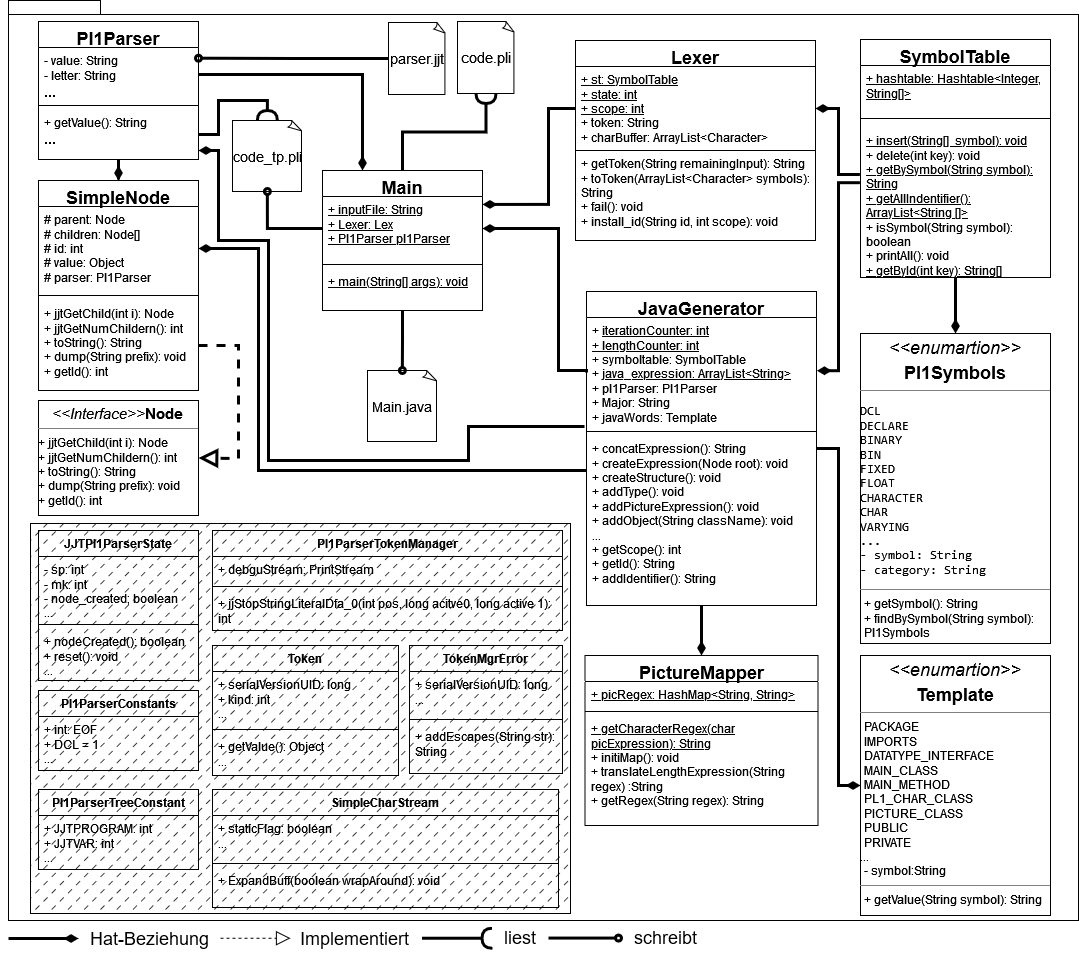 Pl1Parser
- value: String
- letter: String
...
+ getValue(): String
...
parser.jjt
code.pli
code_tp.pli
Main
+ inputFile: String
+ Lexer: Lex
+ Pl1Parser pl1Parser
+ main(String[] args): void
Main.java
Lexer
+ st: SymbolTable
+ state: int
+ scope: int
+ token: String
+ charBuffer: ArrayList<Character>
+ getToken(String remainingInput): String
+ toToken(ArrayList<Character> symbols):
String
+ fail(): void
+ install_id(String id, int scope): void
SymbolTable
+ hashtable: Hashtable<Integer,
String[]>
+ insert(String[] symbol): void
+ delete(int key): void
+ getBySymbol(String symbol):
String
+ getAllIndentifier():
ArrayList<String []>
+ isSymbol(String symbol):
boolean
+ printAll(): void
+ getById(int key): String[]
SimpleNode
# parent: Node
# children: Node[]
# id: int
# value: Object
# parser: Pl1Parser
+ jjtGetChild(int i): Node
+ jjtGetNumChildern(): int
+ toString(): String
+ dump(String prefix): void
+ getId(): int
<<Interface>>Node
+ jjtGetChild(int i): Node
+ jjtGetNumChildern(): int
+ toString(): String
+ dump(String prefix): void
+ getId(): int
JavaGenerator
+ iterationCounter: int
+ lengthCounter: int
+ symboltable: SymbolTable
+ java_expression: ArrayList<String>
+ pl1Parser: Pl1Parser
+ Major: String
+ javaWords: Template
+ concatExpression(): String
+ createExpression(Node root): void
+ createStructure(): void
+ addType(): void
+ addPictureExpression(): void
+ addObject(String className): void
...
+ getScope(): int
+ getId(): String
+ addIdentifier(): String
<<enumartion>>
Pl1Symbols
DCL
DECLARE
BINARY
BIN
FIXED
FLOAT
CHARACTER
CHAR
VARYING
...
- symbol: String
- category: String
+ getSymbol(): String
+ findBySymbol(String symbol):
Pl1Symbols
PictureMapper
+ picRegex: HashMap<String, String>
+ getCharacterRegex(char
picExpression): String
+ initiMap(): void
+ translateLengthExpression(String
regex) :String
+ getRegex(String regex): String
<<enumartion>>
Template
PACKAGE
IMPORTS
DATATYPE_INTERFACE
MAIN_CLASS
MAIN_METHOD
PL1_CHAR_CLASS
PICTURE_CLASS
PUBLIC
PRIVATE
...
- symbol:String
+ getValue(String symbol): String
JJTPl1ParserState
- sp: int
- mk: int
- node_created: boolean
...
+ nodeCreated(): boolean
+ reset(): void
...
Pl1ParserTokenManager
+ debguStream: PrintStream
+ jjStopStringLiteralDfa_0(int pos, long acitve0, long active 1):
int
Token
+ serialVersionUID: long
+ kind: int
...
+ getValue(): Object
...
TokenMgrError
+ serialVersionUID: long
...
+ addEscapes(String str):
String
Pl1ParserConstants
+ int: EOF
+ DCL = 1
...
Pl1ParserTreeConstant
+ JJTPROGRAM: int
+ JJTVAR: int
...
SimpleCharStream
+ staticFlag: boolean
...
+ ExpandBuff(boolean wrapAround): void
Hat-Beziehung
Implementiert
liest
schreibt